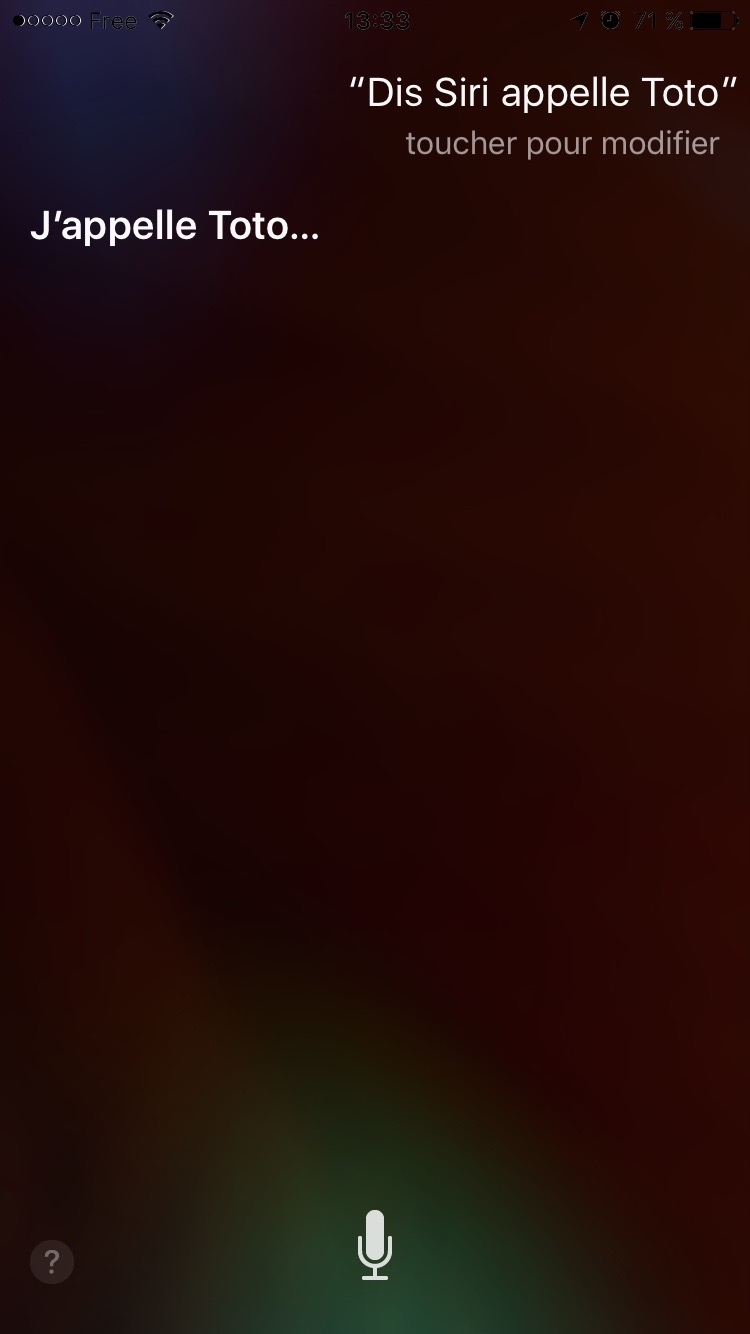 Free 13:33 71 %
“Dis Siri appelle Toto”
toucher pour modifier
J’appelle Toto...
?